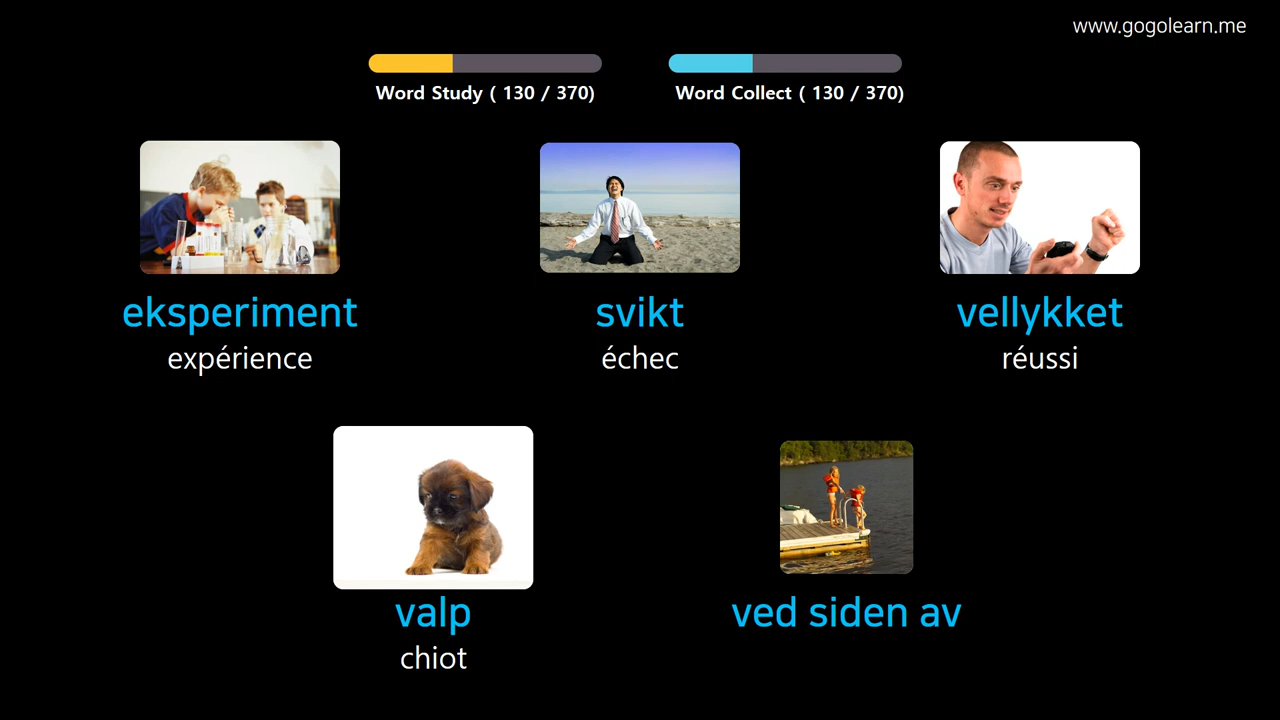 www.gogolearn.me
Word Study ( 130 / 370)
Word Collect ( 130 / 370)
eksperiment
expérience
svikt
échec
vellykket
réussi
valp
chiot
ved siden av